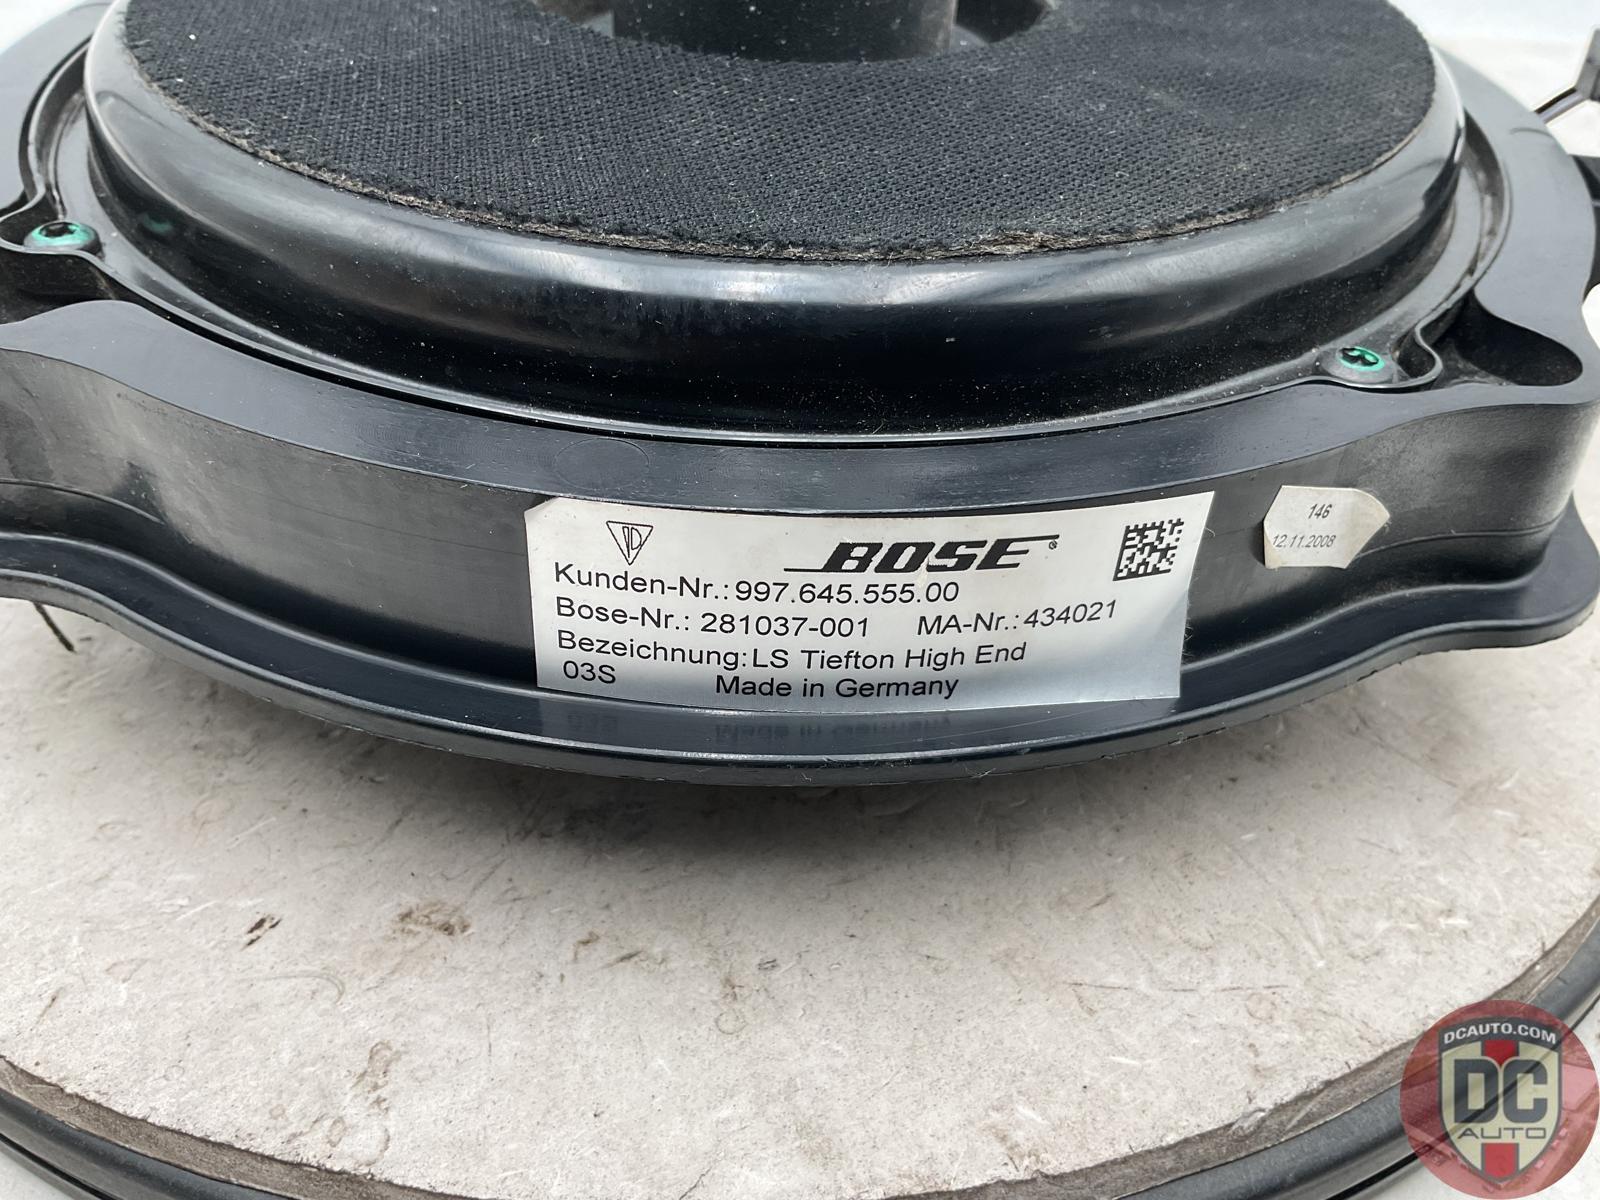 BOSE®
Kunden-Nr.: 997.645.555.00
Bose-Nr.: 281037-001 MA-Nr.: 434021
Bezeichnung: LS Tiefton High End
03S Made in Germany
146
12.11.2008
DCAUTO.COM
DC
AUTO